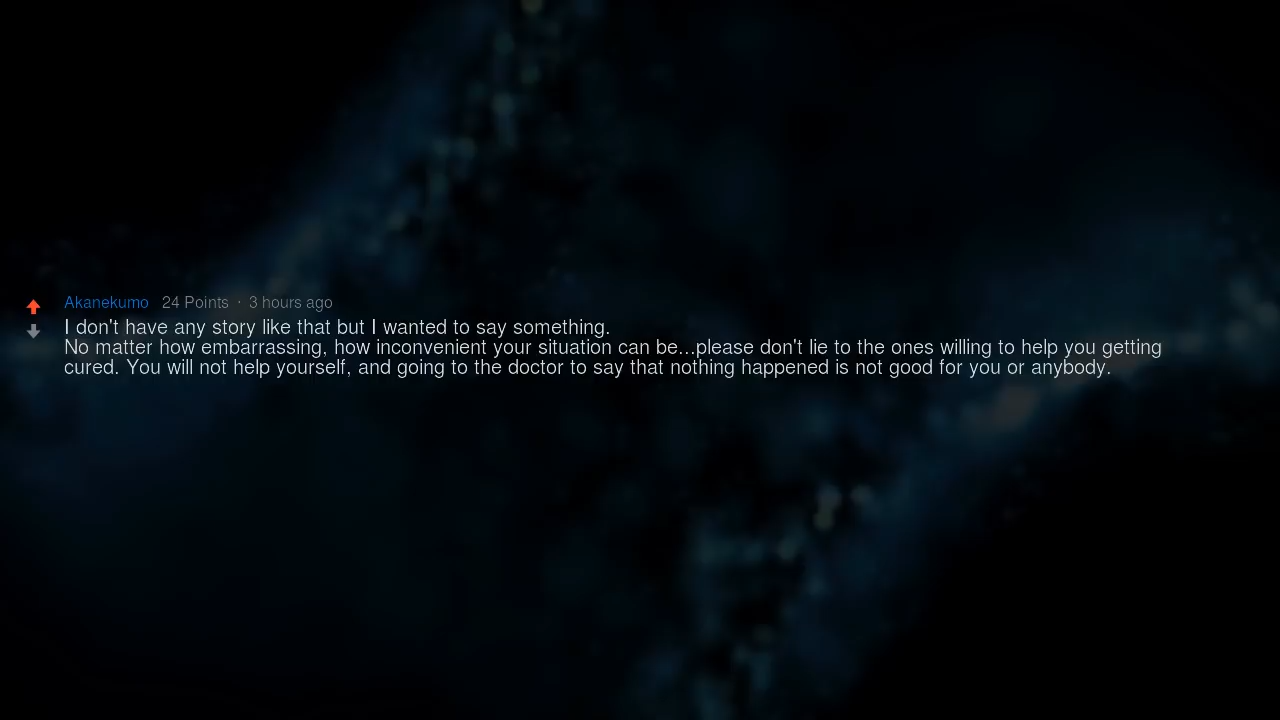 Akanekumo 24 Points · 3 hours ago
I don't have any story like that but I wanted to say something.
No matter how embarrassing, how inconvenient your situation can be...please don't lie to the ones willing to help you getting
cured. You will not help yourself, and going to the doctor to say that nothing happened is not good for you or anybody.